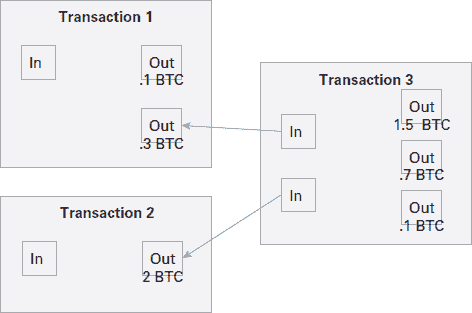 Transaction 1
In
Out
.1 BTC
Out
.3 BTC
Transaction 2
In
Out
2 BTC
Transaction 3
In
In
Out
1.5 BTC
Out
.7 BTC
Out
.1 BTC